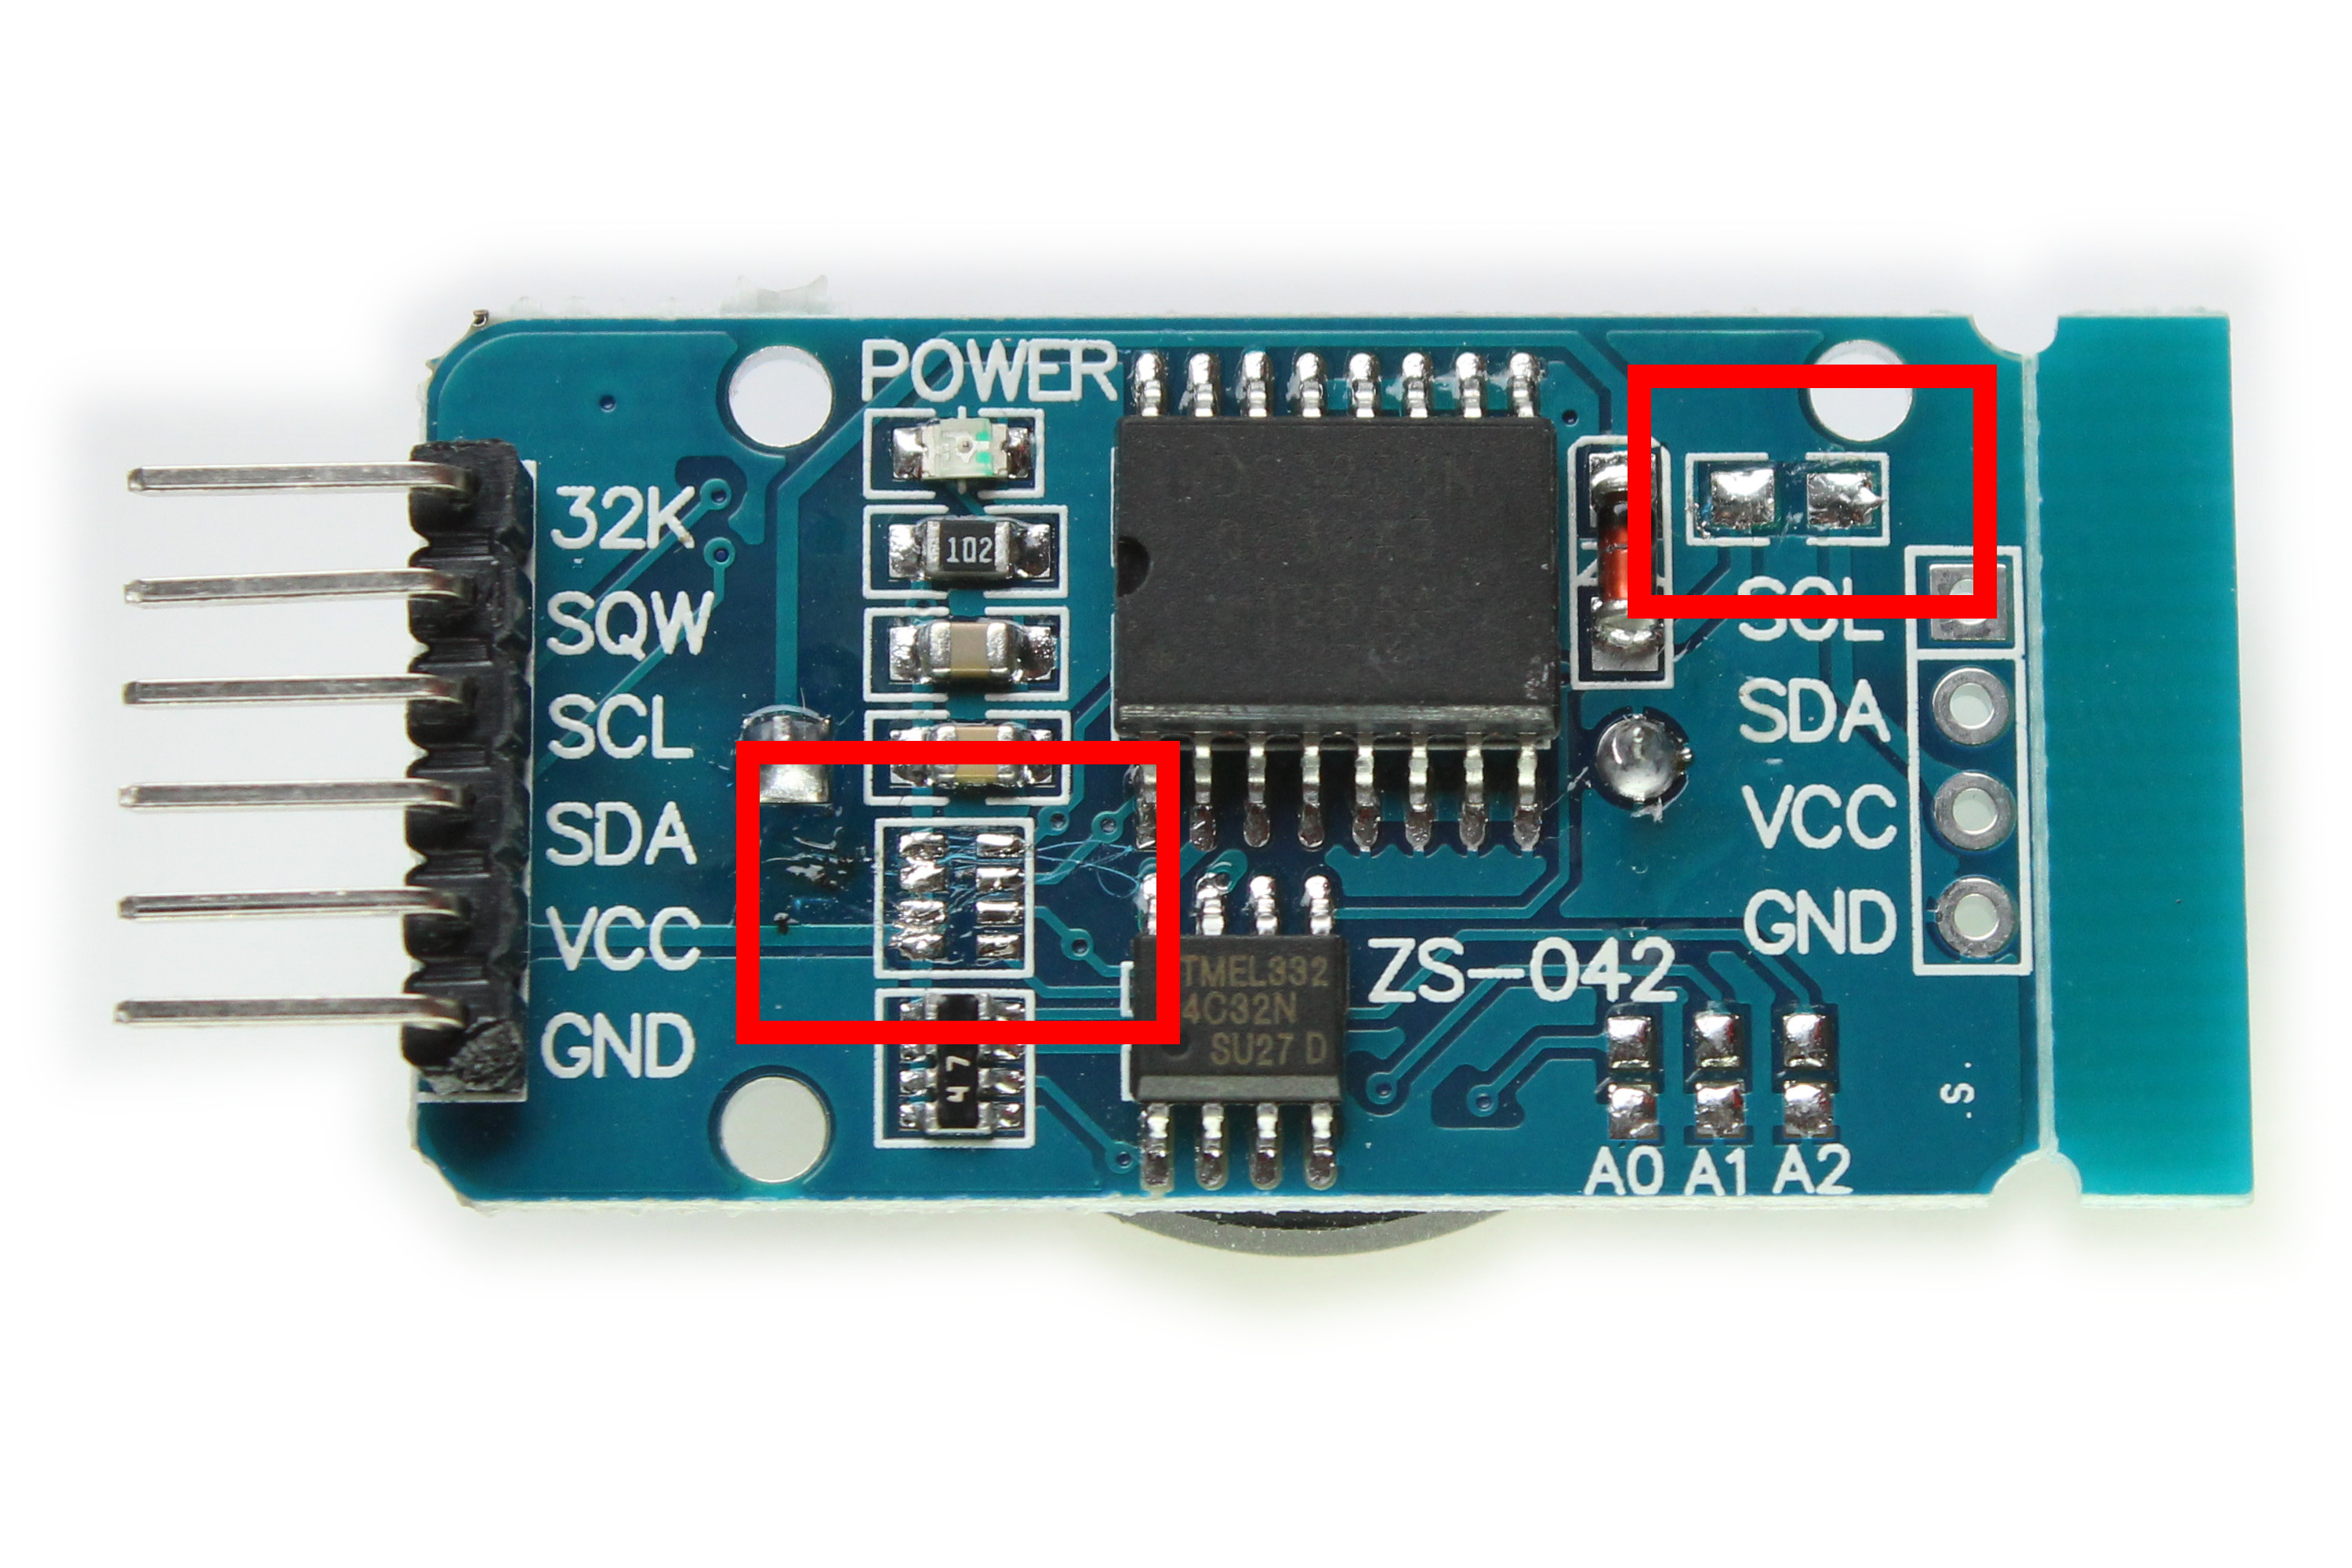 POWER
32K
SQW
SCL
SDA
VCC
GND
102
47
TMEL332
4C32N
SU27 D
ZS-042
SDA
VCC
GND
A0 A1 A2
.S.